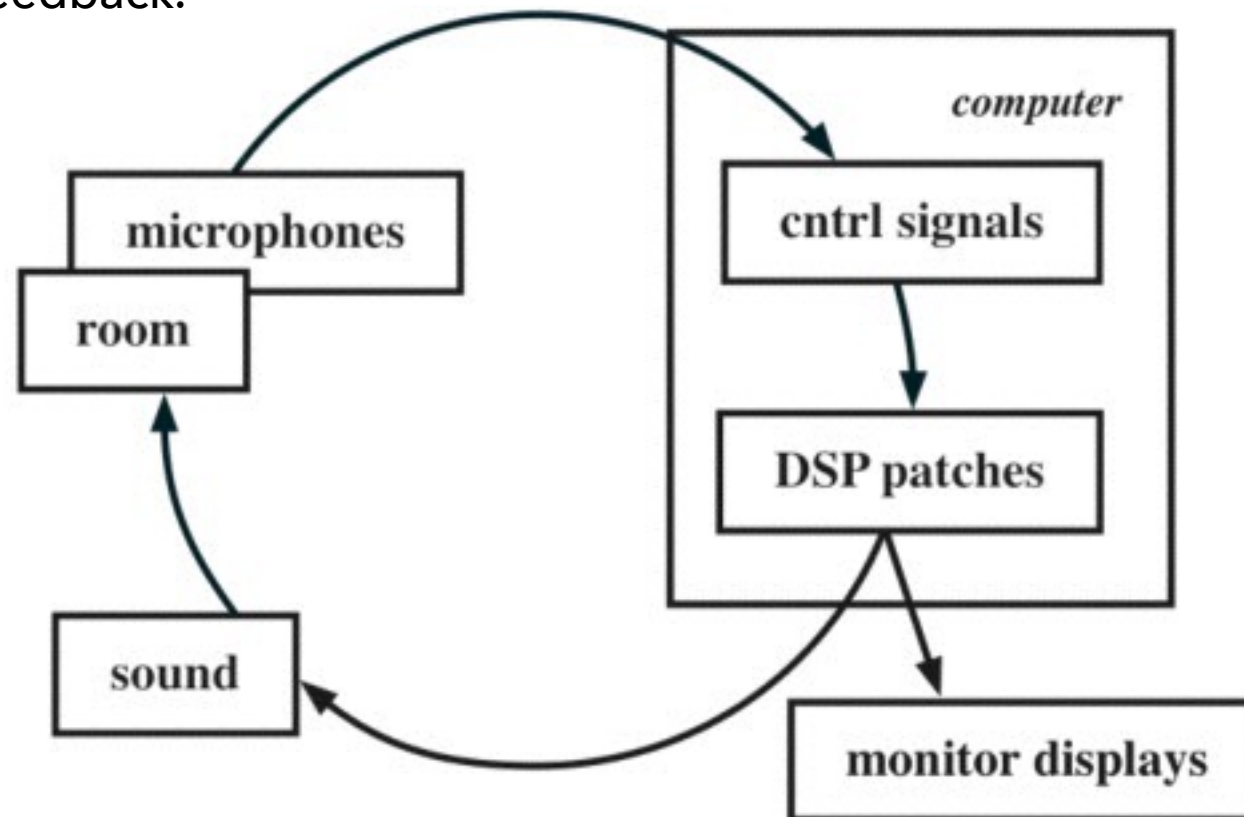 computer
microphones
cntrl signals
room
DSP patches
sound
monitor displays